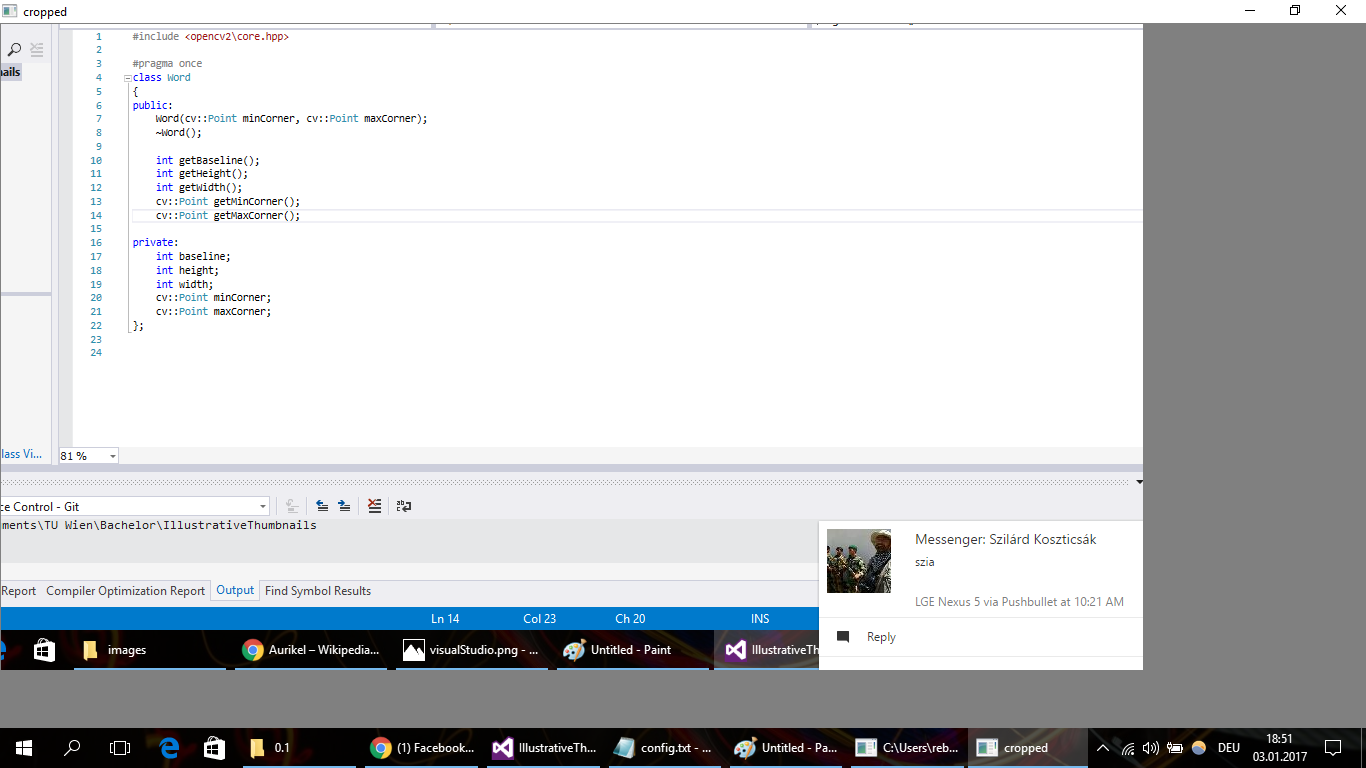 cropped
1 #include <opencv2\core.hpp>
2
3 #pragma once
4 class Word
5 {
6 public:
7 Word(cv::Point minCorner, cv::Point maxCorner);
8 ~Word();
9
10 int getBaseline();
11 int getHeight();
12 int getWidth();
13 cv::Point getMinCorner();
14 cv::Point getMaxCorner();
15
16 private:
17 int baseline;
18 int height;
19 int width;
20 cv::Point minCorner;
21 cv::Point maxCorner;
22 };
23
24
nails
lass Vi...
81 %
ce Control - Git
ments\TU Wien\Bachelor\IllustrativeThumbnails
Report Compiler Optimization Report Output Find Symbol Results
Ln 14 Col 23 Ch 20 INS
Messenger: Szilárd Koszticsák
szia
LGE Nexus 5 via Pushbullet at 10:21 AM
Reply
images Aurikel – Wikipedia... visualStudio.png - ... Untitled - Paint IllustrativeTh
0.1 (1) Facebook... IllustrativeTh... config.txt - ... Untitled - Pa... C:\Users\reb... cropped DEU 18:51
03.01.2017